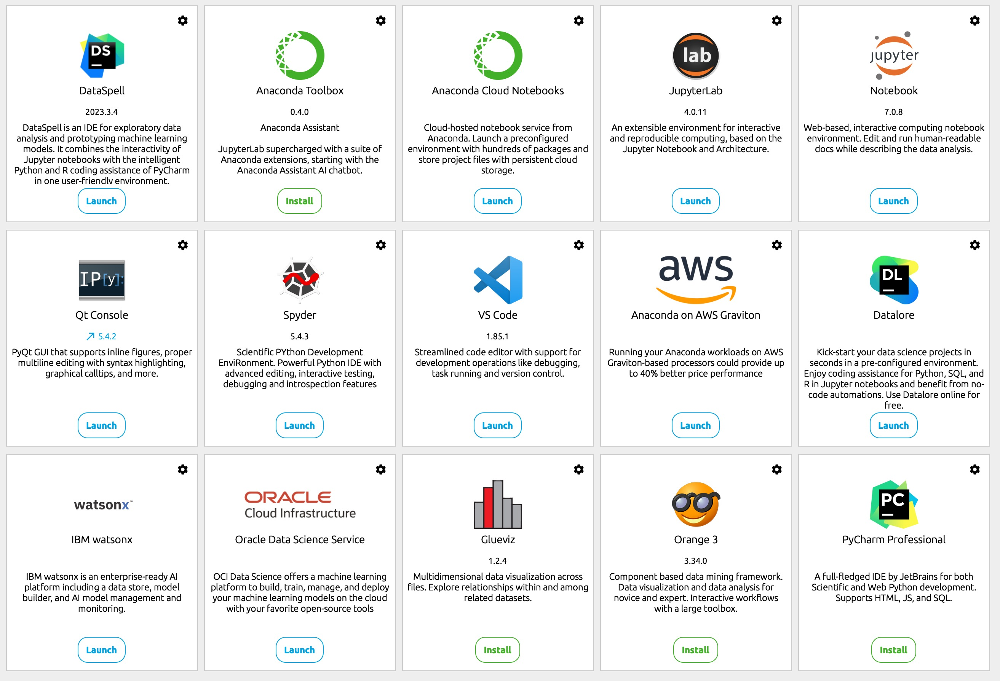 DS
DataSpell
2023.3.4
DataSpell is an IDE for exploratory data
analysis and prototyping machine learning
models. It combines the interactivity of
Jupyter notebooks with the intelligent
Python and R coding assistance of PyCharm
in one user-friendly environment.
Launch
Anaconda Toolbox
0.4.0
Anaconda Assistant
JupyterLab supercharged with a suite of
Anaconda extensions, starting with the
Anaconda Assistant AI chatbot.
Install
Anaconda Cloud Notebooks
Cloud-hosted notebook service from
Anaconda. Launch a preconfigured
environment with hundreds of packages and
store project files with persistent cloud
storage.
Launch
lab
JupyterLab
4.0.11
An extensible environment for interactive
and reproducible computing, based on the
Jupyter Notebook and Architecture.
Launch
jupyter
Notebook
7.0.8
Web-based, interactive computing notebook
environment. Edit and run human-readable
docs while describing the data analysis.
Launch
IP[y]:
Qt Console
5.4.2
PyQt GUI that supports inline figures, proper
multiline editing with syntax highlighting,
graphical calltips, and more.
Launch
Spyder
5.4.3
Scientific PYthon Development
EnviRonment. Powerful Python IDE with
advanced editing, interactive testing,
debugging and introspection features
Launch
VS Code
1.85.1
Streamlined code editor with support for
development operations like debugging,
task running and version control.
Launch
aws
Anaconda on AWS Graviton
Running your Anaconda workloads on AWS
Graviton-based processors could provide up
to 40% better price performance
Launch
DL
Datalore
Kick-start your data science projects in
seconds in a pre-configured environment.
Enjoy coding assistance for Python, SQL, and
R in Jupyter notebooks and benefit from no-
code automations. Use Datalore online for
free.
Launch
watsonx™
IBM watsonx
IBM watsonx is an enterprise-ready AI
platform including a data store, model
builder, and AI model management and
monitoring.
Launch
ORACLE
Cloud Infrastructure
Oracle Data Science Service
OCI Data Science offers a machine learning
platform to build, train, manage, and deploy
your machine learning models on the cloud
with your favorite open-source tools
Launch
Glueviz
1.2.4
Multidimensional data visualization across
files. Explore relationships within and among
related datasets.
Install
Orange 3
3.34.0
Component based data mining framework.
Data visualization and data analysis for
novice and expert. Interactive workflows
with a large toolbox.
Install
PC
PyCharm Professional
A full-fledged IDE by JetBrains for both
Scientific and Web Python development.
Supports HTML, JS, and SQL.
Install